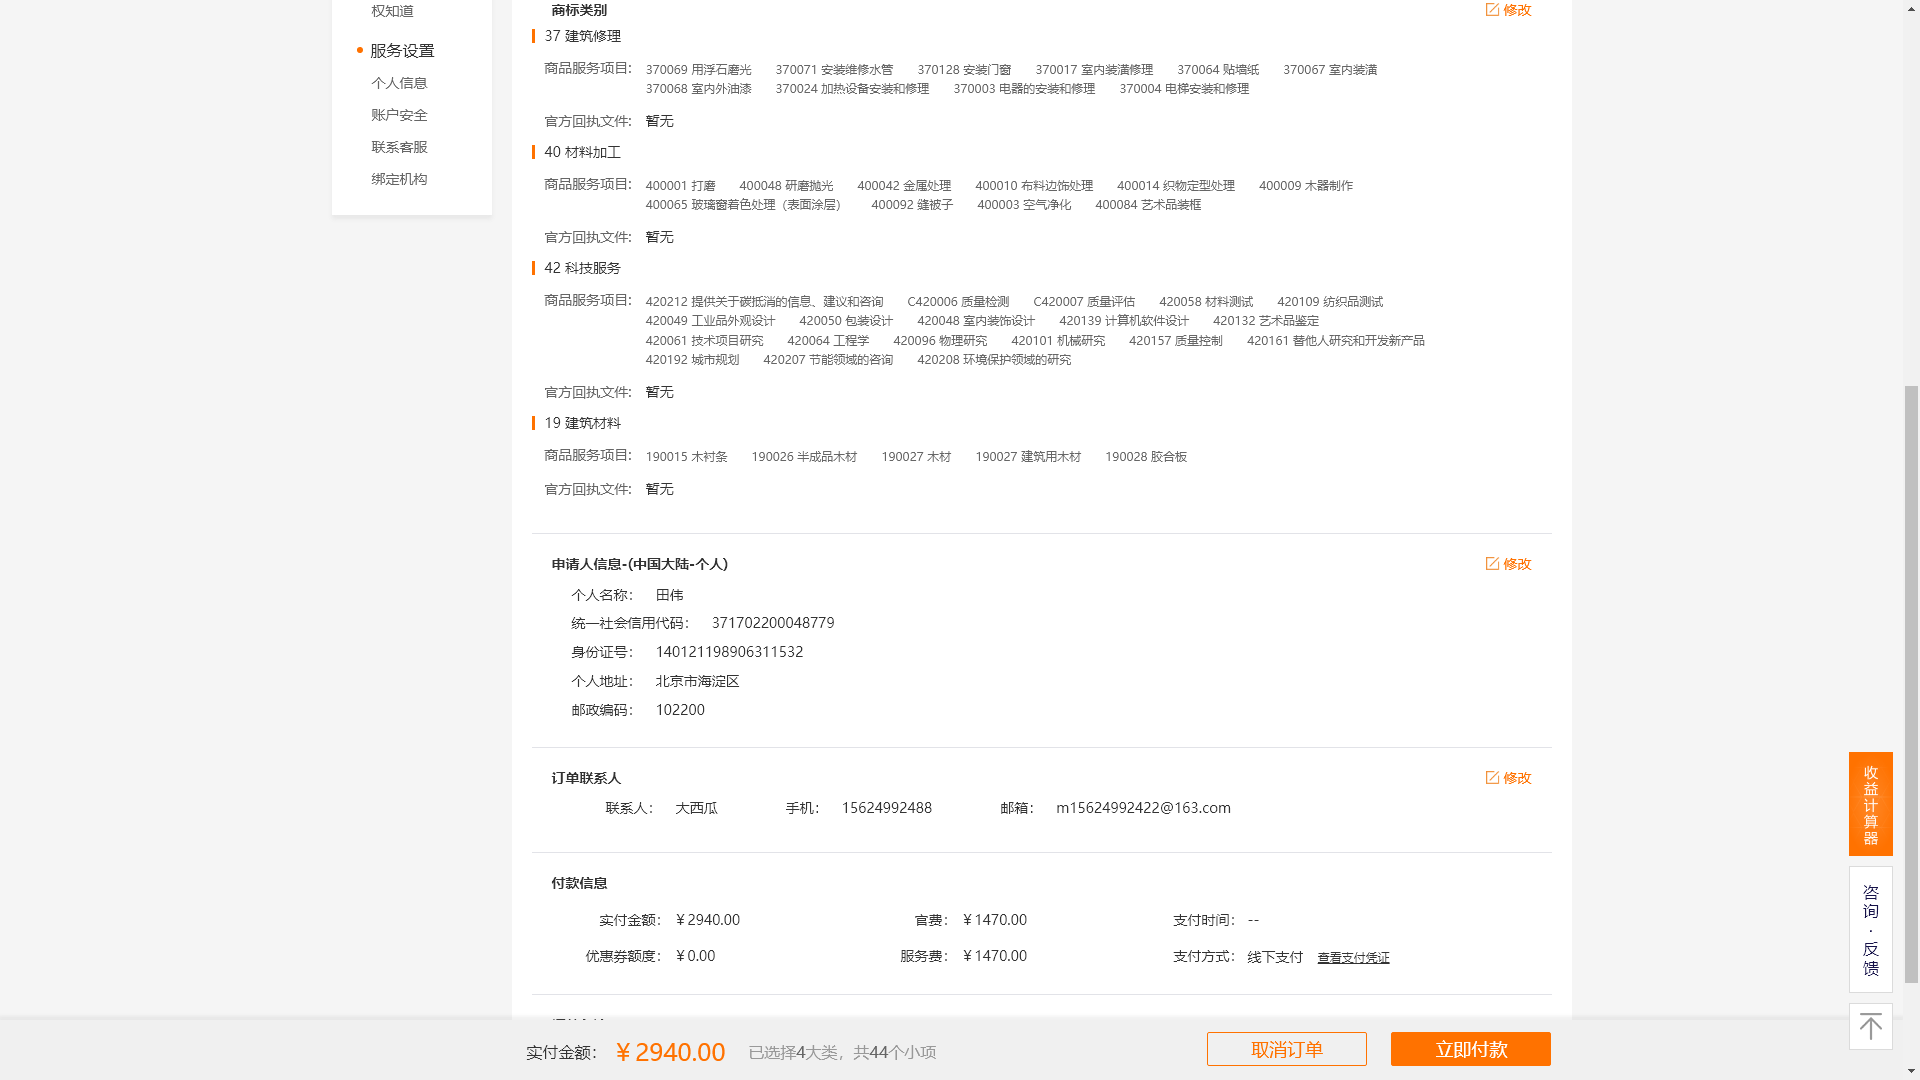 权知道
服务设置
个人信息
账户安全
联系客服
绑定机构
商标类别 修改
37 建筑修理
商品服务项目: 370069 用浮石磨光 370071 安装维修水管 370128 安装门窗 370017 室内装潢修理 370064 贴墙纸 370067 室内装潢
370068 室内外油漆 370024 加热设备安装和修理 370003 电器的安装和修理 370004 电梯安装和修理
官方回执文件: 暂无
40 材料加工
商品服务项目: 400001 打磨 400048 研磨抛光 400042 金属处理 400010 布料边饰处理 400014 织物定型处理 400009 木器制作
400065 玻璃窗着色处理（表面涂层） 400092 缝被子 400003 空气净化 400084 艺术品装框
官方回执文件: 暂无
42 科技服务
商品服务项目: 420212 提供关于碳抵消的信息、建议和咨询 C420006 质量检测 C420007 质量评估 420058 材料测试 420109 纺织品测试
420049 工业品外观设计 420050 包装设计 420048 室内装饰设计 420139 计算机软件设计 420132 艺术品鉴定
420061 技术项目研究 420064 工程学 420096 物理研究 420101 机械研究 420157 质量控制 420161 替他人研究和开发新产品
420192 城市规划 420207 节能领域的咨询 420208 环境保护领域的研究
官方回执文件: 暂无
19 建筑材料
商品服务项目: 190015 木衬条 190026 半成品木材 190027 木材 190027 建筑用木材 190028 胶合板
官方回执文件: 暂无
申请人信息-(中国大陆-个人) 修改
个人名称： 田伟
统一社会信用代码： 371702200048779
身份证号： 140121198906311532
个人地址： 北京市海淀区
邮政编码： 102200
订单联系人 修改
联系人： 大西瓜 手机： 15624992488 邮箱： m15624992422@163.com
付款信息
实付金额： ¥2940.00 官费： ¥1470.00 支付时间： --
优惠券额度： ¥0.00 服务费： ¥1470.00 支付方式： 线下支付 查看支付凭证
实付金额： ¥2940.00 已选择4大类，共44个小项 取消订单 立即付款
收益计算器
咨询·反馈